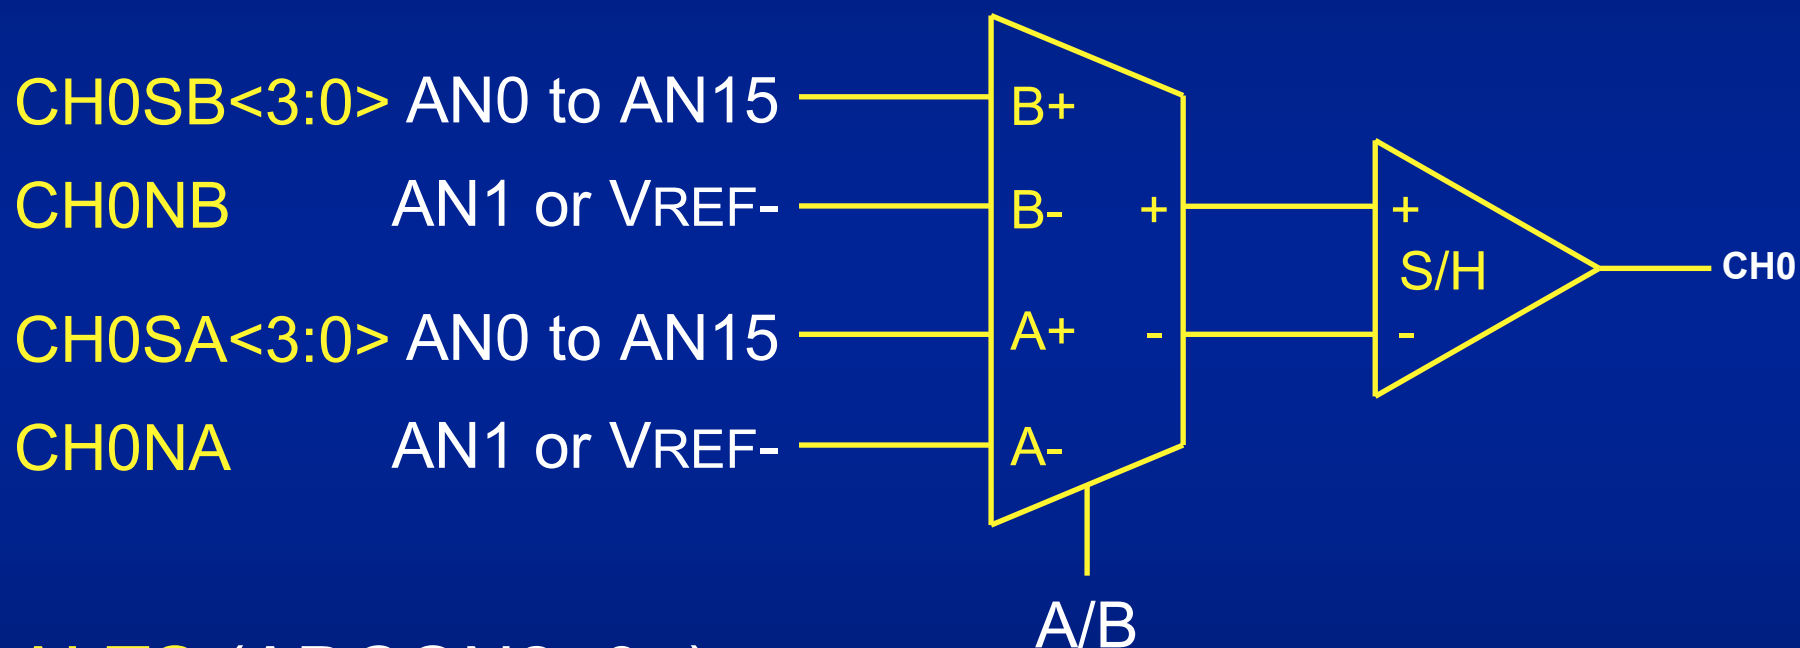 CH0SB<3:0> AN0 to AN15
CH0NB AN1 or VREF-
CH0SA<3:0> AN0 to AN15
CH0NA AN1 or VREF-
B+
B- +
A+ -
A-
+
S/H
-
CH0
A/B